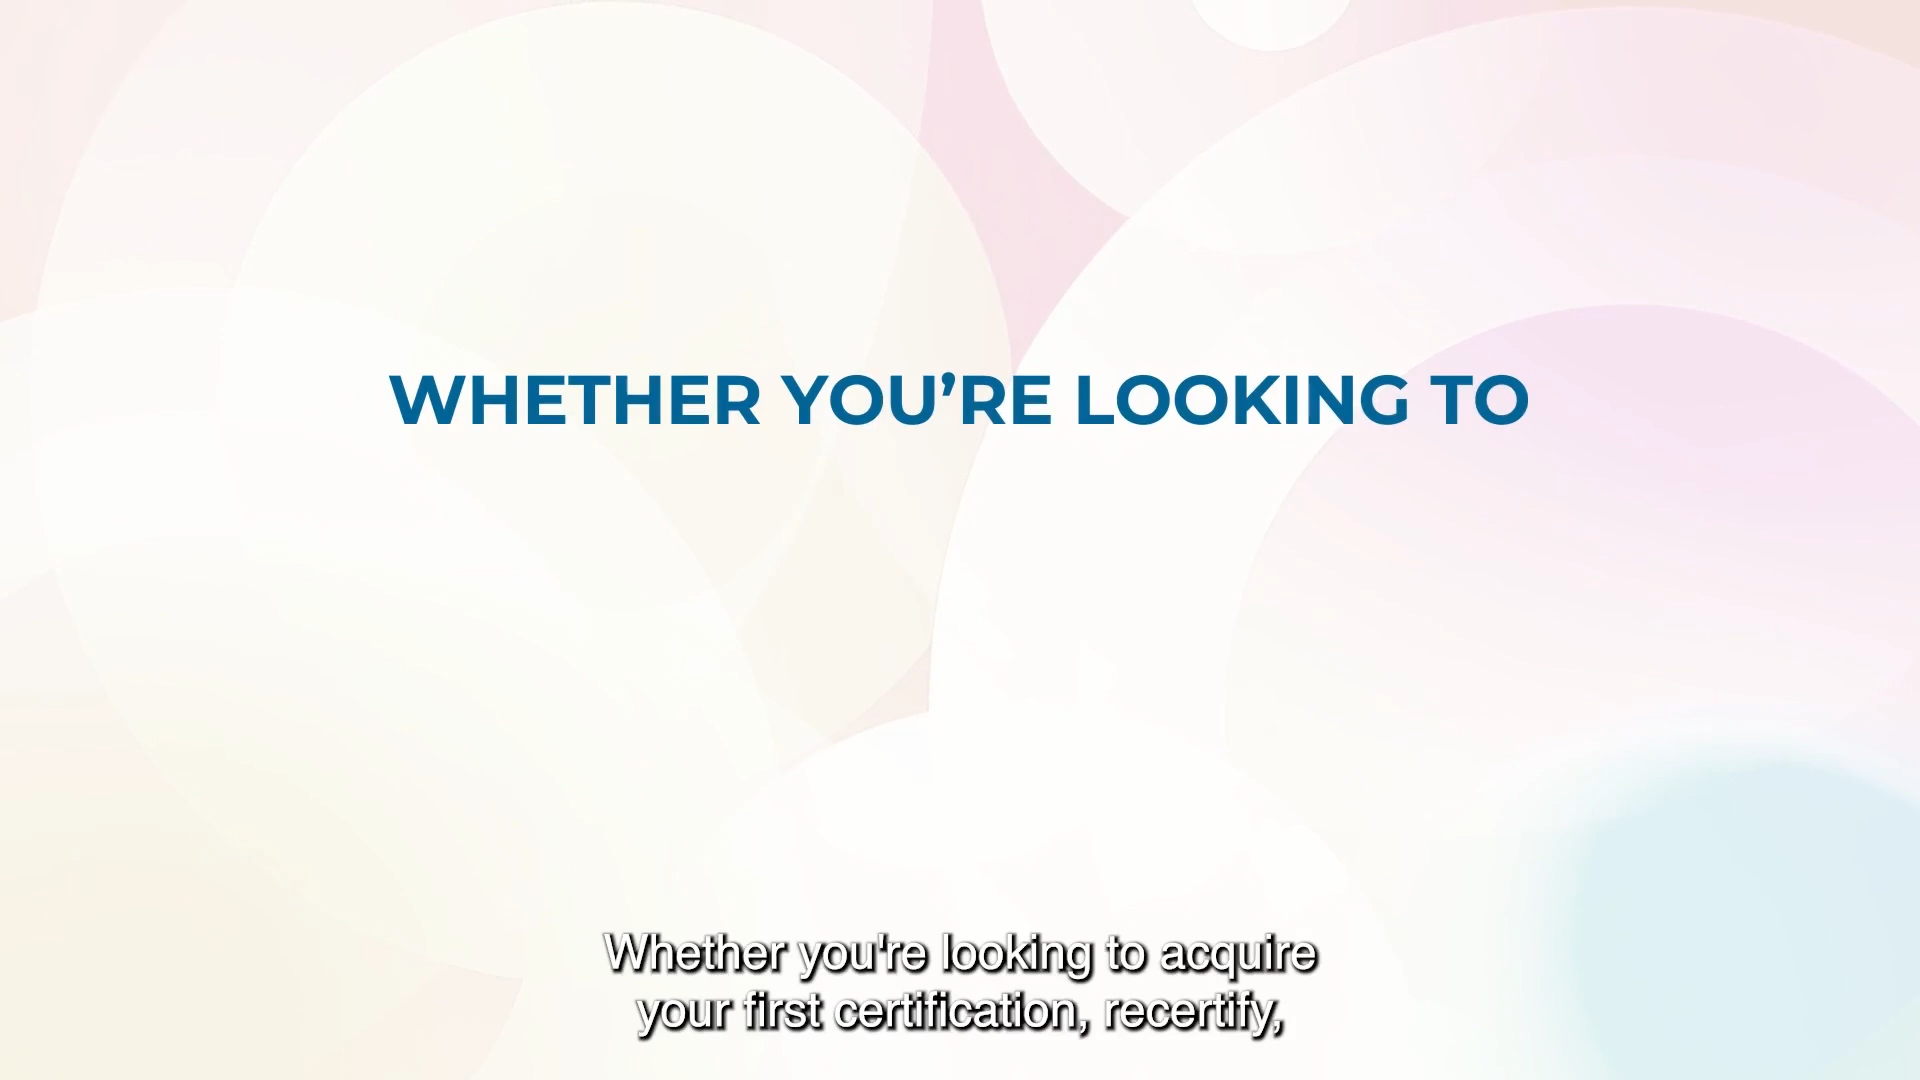 WHETHER YOU’RE LOOKING TO
Whether you're looking to acquire
your first certification, recertify,